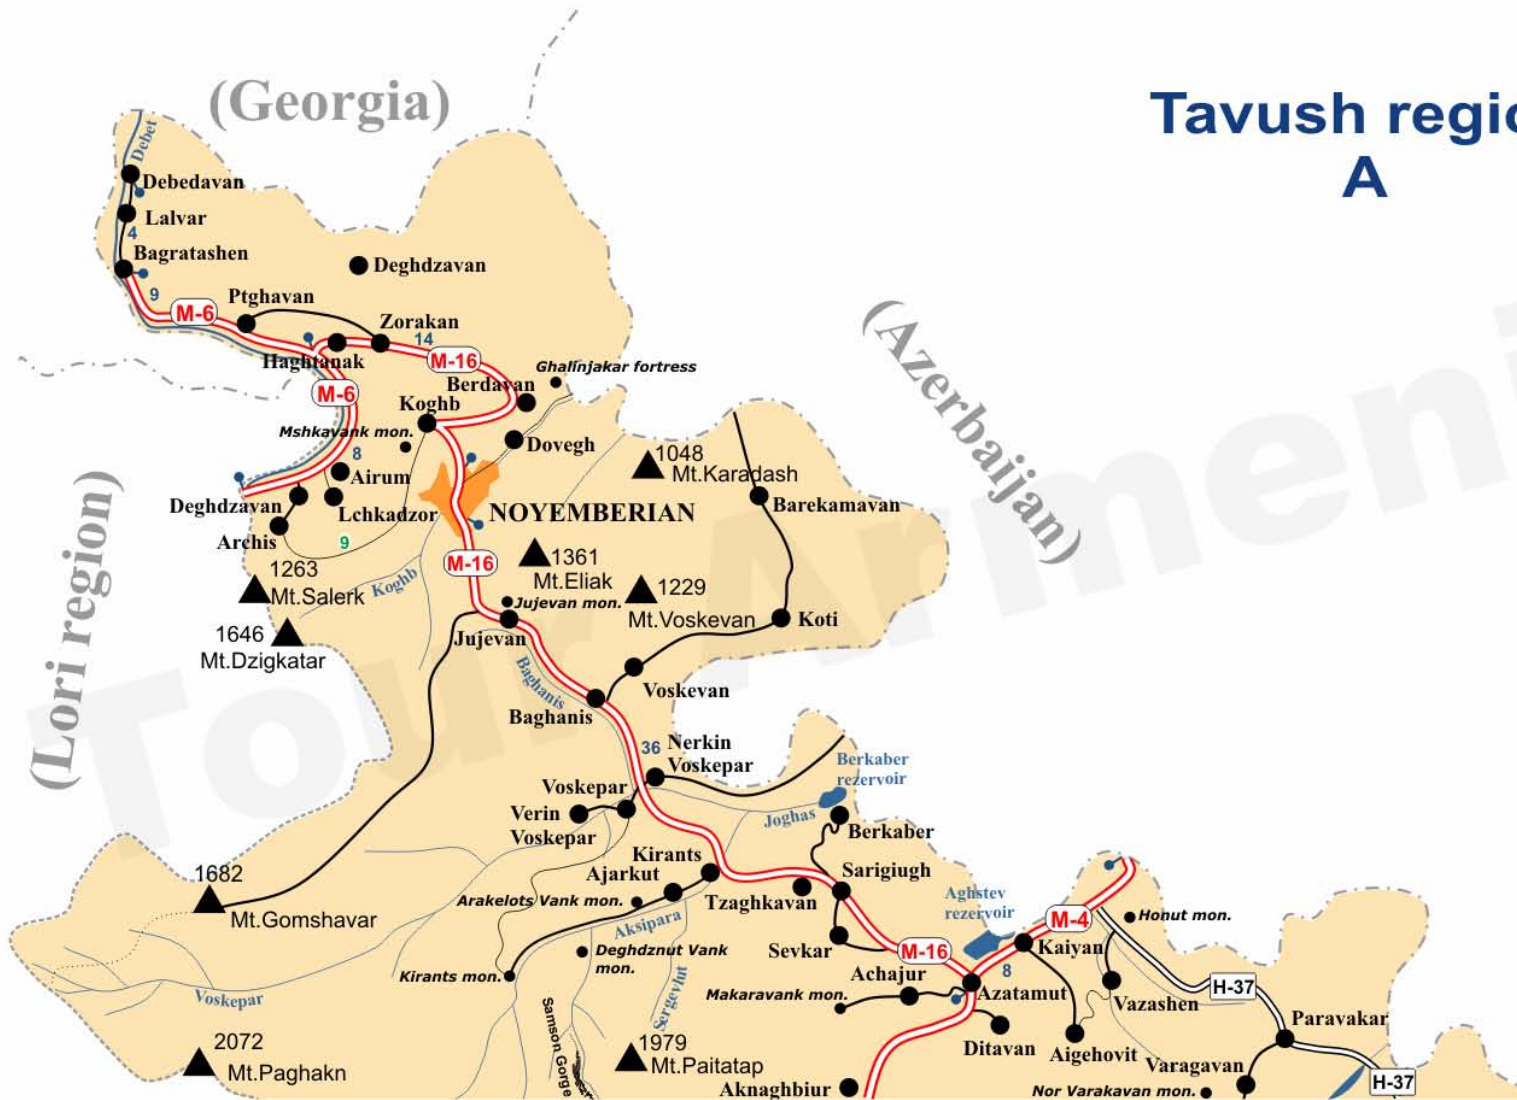 (Georgia)
Tavush regio
A
Debet
Debedavan
Lalvar
4
Bagratashen
Deghdzavan
9
Ptghavan
M-6
Zorakan
14
Haghtanak
M-16
Ghalinjakar fortress
(Azerbaijan)
M-6
Berdavan
Koghb
Mshkavank mon.
Dovegh
8
1048
Mt.Karadash
Airum
Deghdzavan
Lchkadzor
NOYEMBERIAN
Barekamavan
Archis
9
(Lori region)
M-16
1361
Mt.Eliak
1263
Mt.Salerk
Koghb
1229
Mt.Voskevan
Jujevan mon.
Koti
1646
Mt.Dzigkatar
Jujevan
Baghanis
Voskevan
Baghanis
36
Nerkin
Voskepar
Berkaber
rezervoir
Voskepar
Verin
Voskepar
Joghas
Berkaber
Kirants
Ajarkut
Sarigiugh
1682
Mt.Gomshavar
Arakelots Vank mon.
Tzaghkavan
Aghstev
rezervoir
M-4
Honut mon.
Aksipara
Sevkar
M-16
Kaiyan
Deghdznut Vank
mon.
Kirants mon.
Achajur
8
Voskepar
Sergevlut
Makaravank mon.
Azatamut
Vazashen
H-37
Samson Gorge
Paravakar
2072
Mt.Paghakn
1979
Mt.Paitatap
Ditavan
Aigehovit
Varagavan
Aknaghbiur
Nor Varakavan mon.
H-37
Tour Armeni